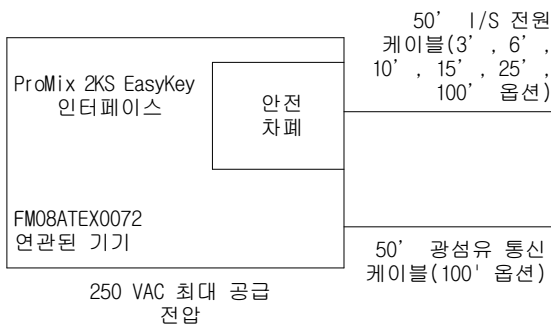 50’ I/S 전원
케이블(3’, 6’,
10’, 15’, 25’,
100’ 옵션)
ProMix 2KS EasyKey
인터페이스
안전
차폐
FM08ATEX0072
연관된 기기
50’ 광섬유 통신
케이블(100' 옵션)
250 VAC 최대 공급
전압